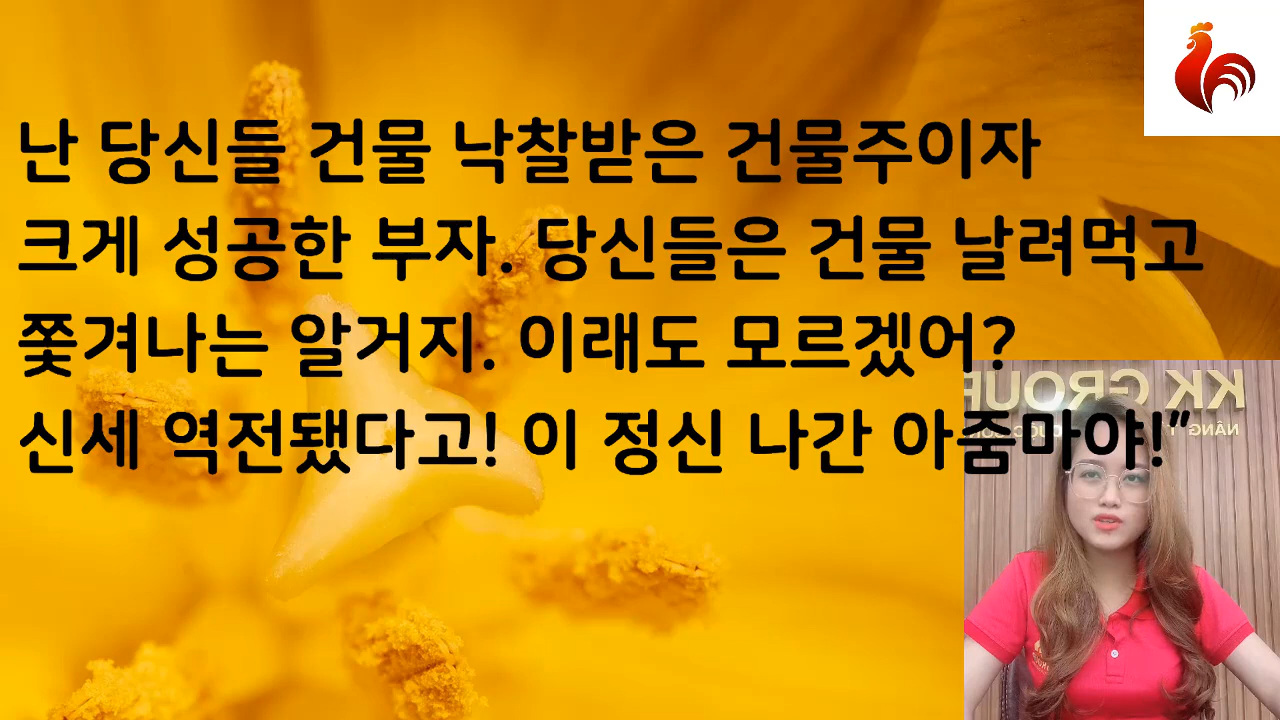 난 당신들 건물 낙찰받은 건물주이자
크게 성공한 부자. 당신들은 건물 날려먹고
쫓겨나는 알거지. 이래도 모르겠어?
신세 역전됐다고! 이 정신 나간 아줌마야!”
KK GROUP
NÂNG T